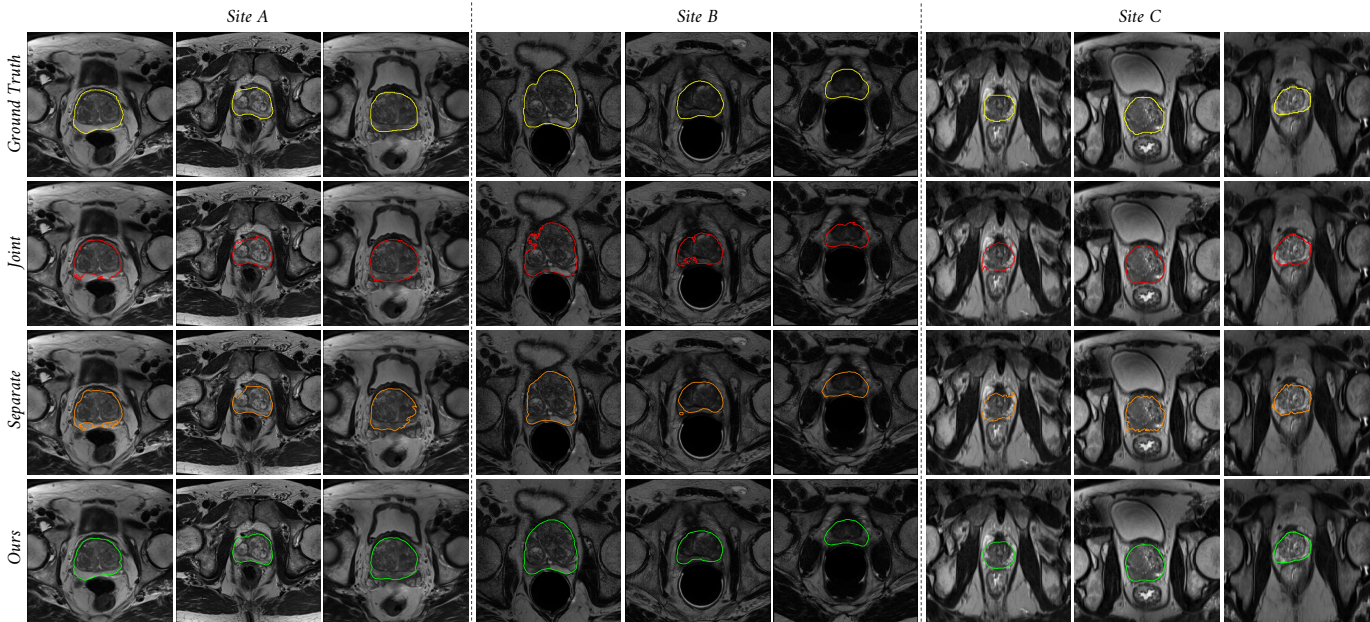 Site A
Site B
Site C
Ground Truth
Joint
Separate
Ours